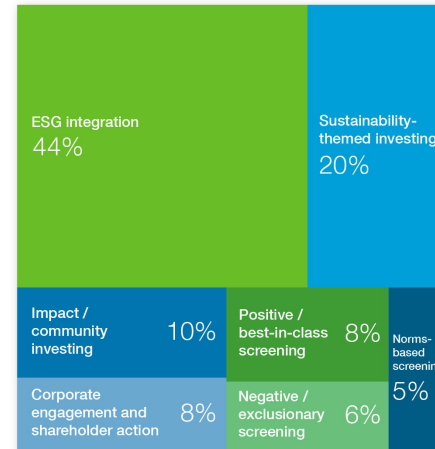 ESG integration
44%
Sustainability-
themed investing
20%
Impact /
community
investing
10%
Positive /
best-in-class
screening
8%
Norms-
based
screenin
5%
Corporate
engagement and
shareholder action
8%
Negative /
exclusionary
screening
6%